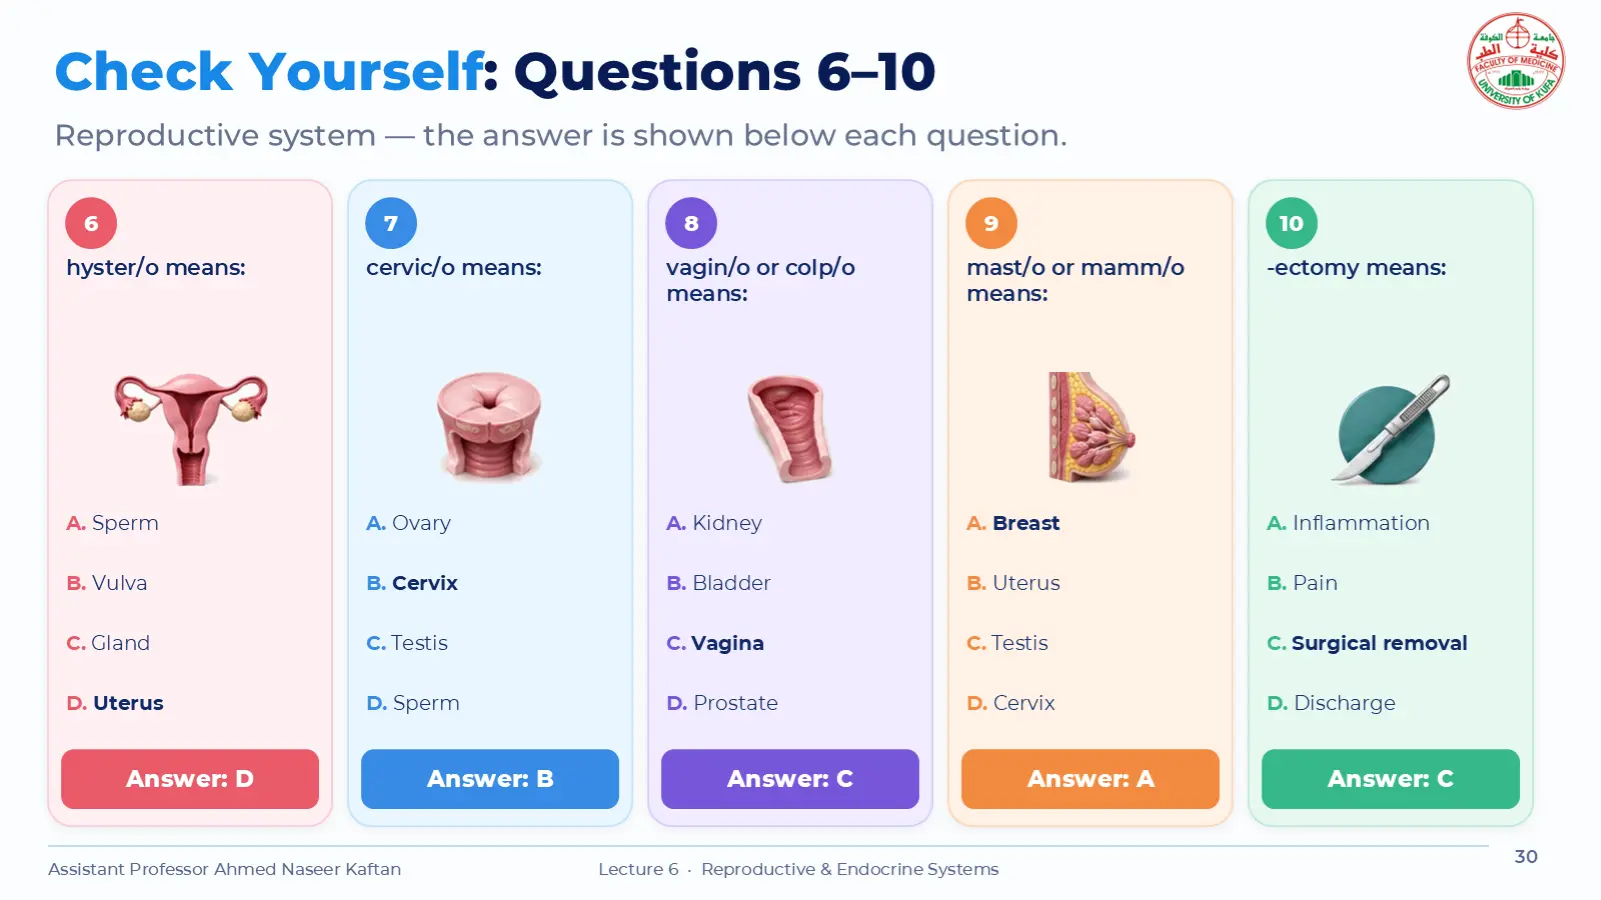 Check Yourself: Questions 6–10
Reproductive system — the answer is shown below each question.
جامعة الكوفة
كلية الطب
FACULTY OF MEDICINE
UNIVERSITY OF KUFA
6
hyster/o means:
A. Sperm
B. Vulva
C. Gland
D. Uterus
Answer: D
7
cervic/o means:
A. Ovary
B. Cervix
C. Testis
D. Sperm
Answer: B
8
vagin/o or colp/o
means:
A. Kidney
B. Bladder
C. Vagina
D. Prostate
Answer: C
9
mast/o or mamm/o
means:
A. Breast
B. Uterus
C. Testis
D. Cervix
Answer: A
10
-ectomy means:
A. Inflammation
B. Pain
C. Surgical removal
D. Discharge
Answer: C
Assistant Professor Ahmed Naseer Kaftan
Lecture 6 · Reproductive & Endocrine Systems
30